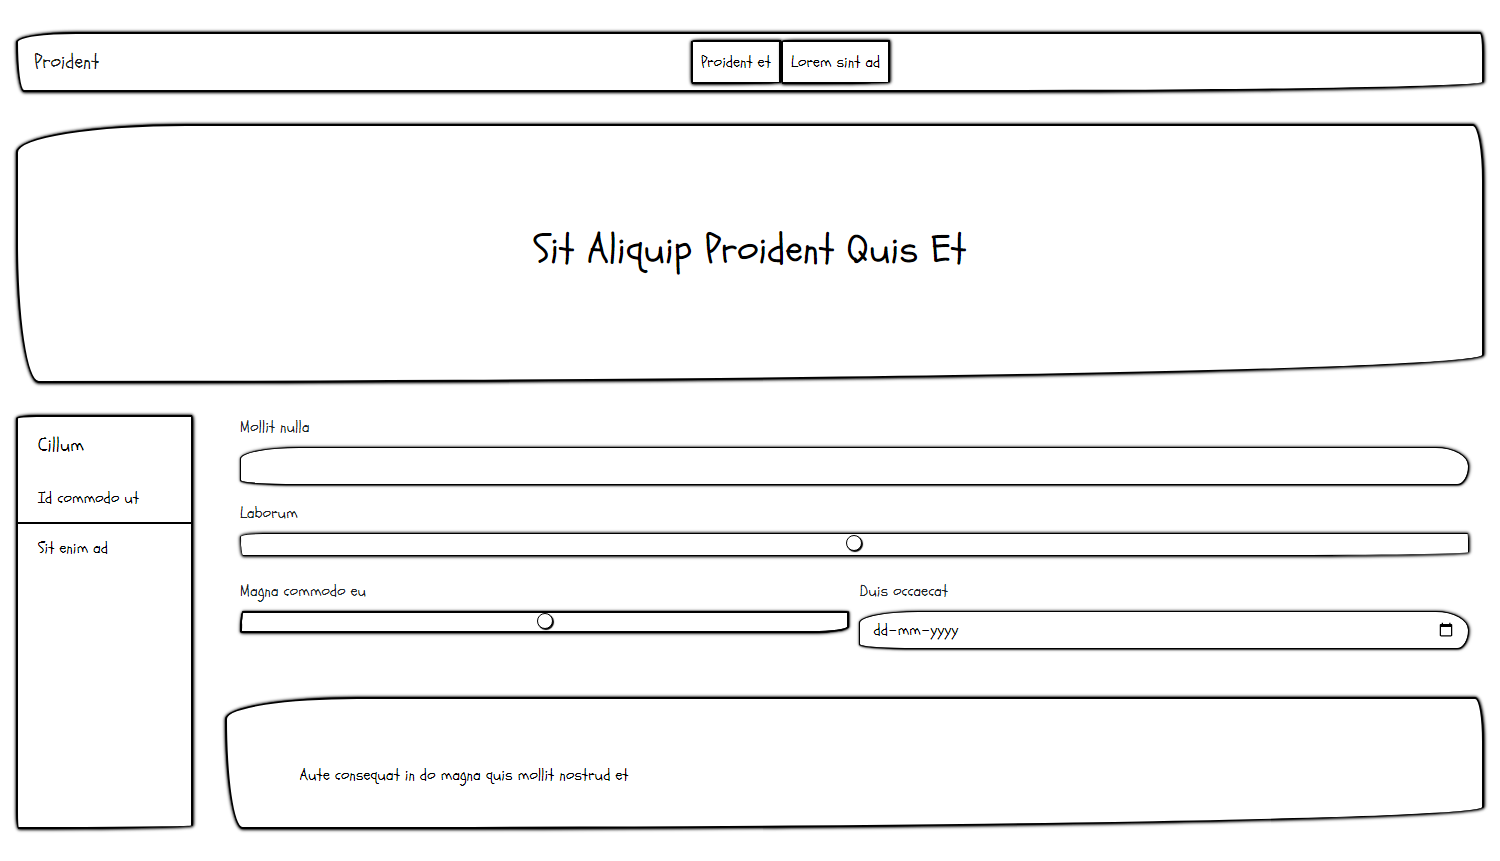 Proident
Proident et
Lorem sint ad
Sit Aliquip Proident Quis Et
Cillum
Id commodo ut
Sit enim ad
Mollit nulla
Laborum
Magna commodo eu
Duis occaecat
dd-mm-yyyy
Aute consequat in do magna quis mollit nostrud et